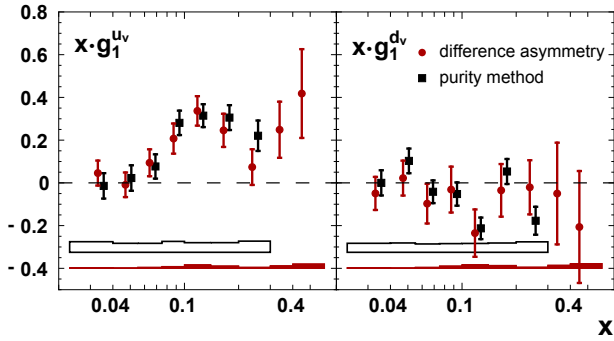 0.8
0.6
0.4
0.2
0
- 0.2
- 0.4
x·g₁ᵘᵛ
x·g₁ᵈᵛ
difference asymmetry
purity method
0.04 0.1 0.4 0.04 0.1 0.4
x